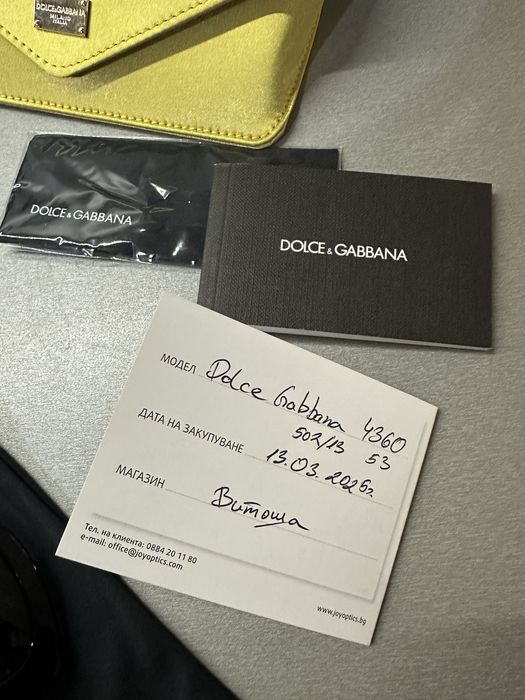 DOLCE&GABBANA
MILANO
ITALIA
DOLCE & GABBANA
DOLCE & GABBANA
МОДЕЛ Dolce Gabbana 4360
502/13 53
ДАТА НА ЗАКУПУВАНЕ 13.03.2025г.
МАГАЗИН Витоша
Тел. на клиента: 0884 20 11 80
e-mail: office@joyoptics.com
www.joyoptics.bg